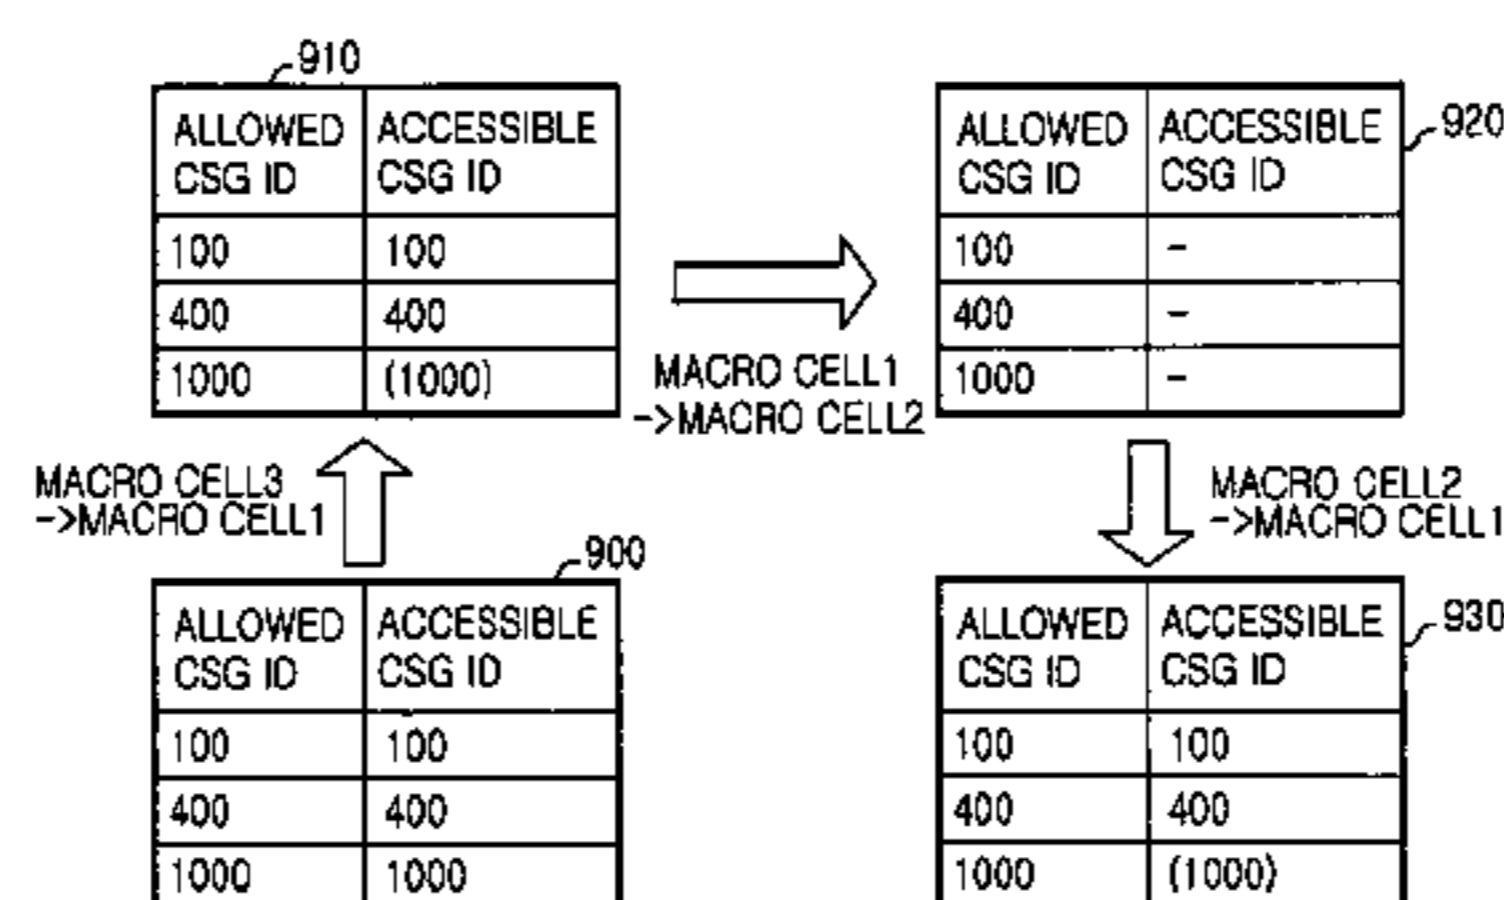 910
ALLOWED CSG ID ACCESSIBLE CSG ID
100 100
400 400
1000 (1000)
MACRO CELL1
->MACRO CELL2
920
ALLOWED CSG ID ACCESSIBLE CSG ID
100 -
400 -
1000 -
MACRO CELL3
->MACRO CELL1
MACRO CELL2
->MACRO CELL1
900
ALLOWED CSG ID ACCESSIBLE CSG ID
100 100
400 400
1000 1000
930
ALLOWED CSG ID ACCESSIBLE CSG ID
100 100
400 400
1000 (1000)